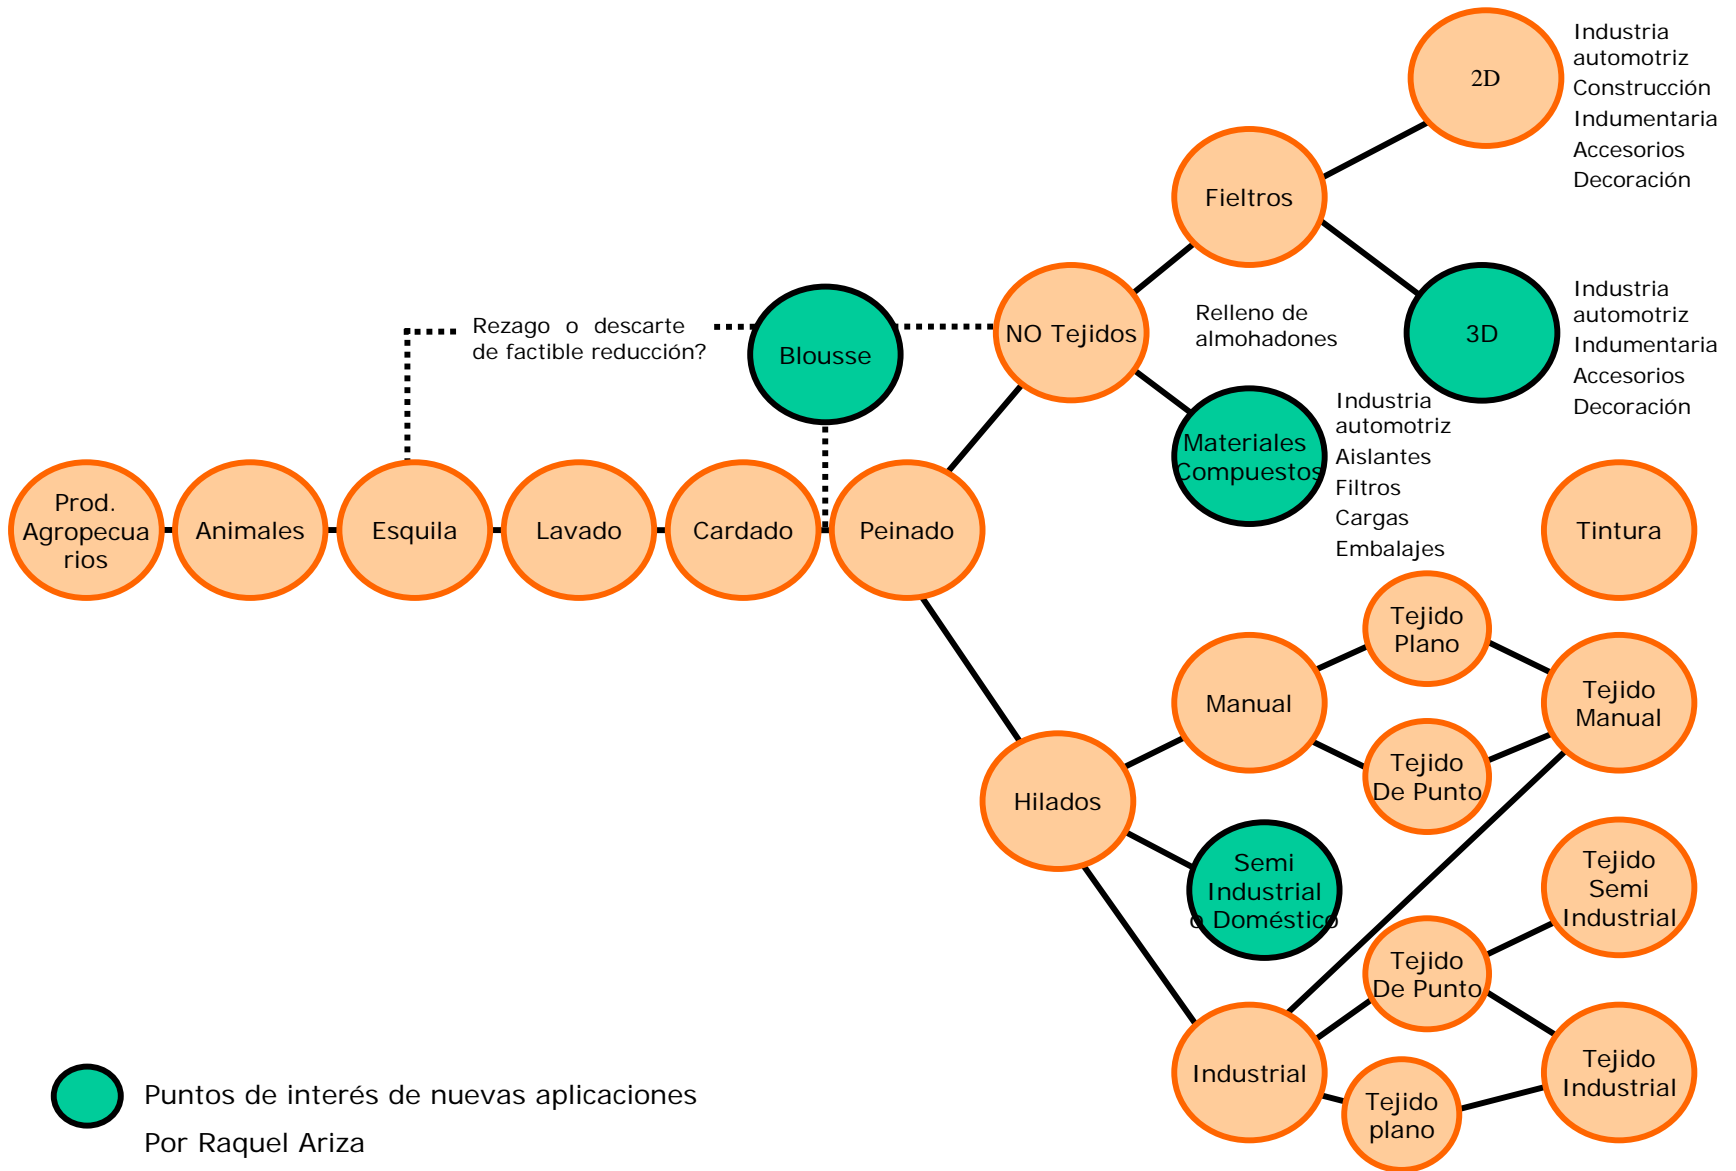 2D
Industria
automotriz
Construcción
Indumentaria
Accesorios
Decoración
Fieltros
Rezago o descarte
de factible reducción?
Blousse
NO Tejidos
Relleno de
almohadones
3D
Industria
automotriz
Indumentaria
Accesorios
Decoración
Materiales
Compuestos
Industria
automotriz
Aislantes
Filtros
Cargas
Embalajes
Prod.
Agropecua
rios
Animales
Esquila
Lavado
Cardado
Peinado
Tintura
Tejido
Plano
Manual
Tejido
Manual
Tejido
De Punto
Hilados
Semi
Industrial
o Doméstico
Tejido
Semi
Industrial
Tejido
De Punto
Industrial
Tejido
Industrial
Tejido
plano
Puntos de interés de nuevas aplicaciones
Por Raquel Ariza